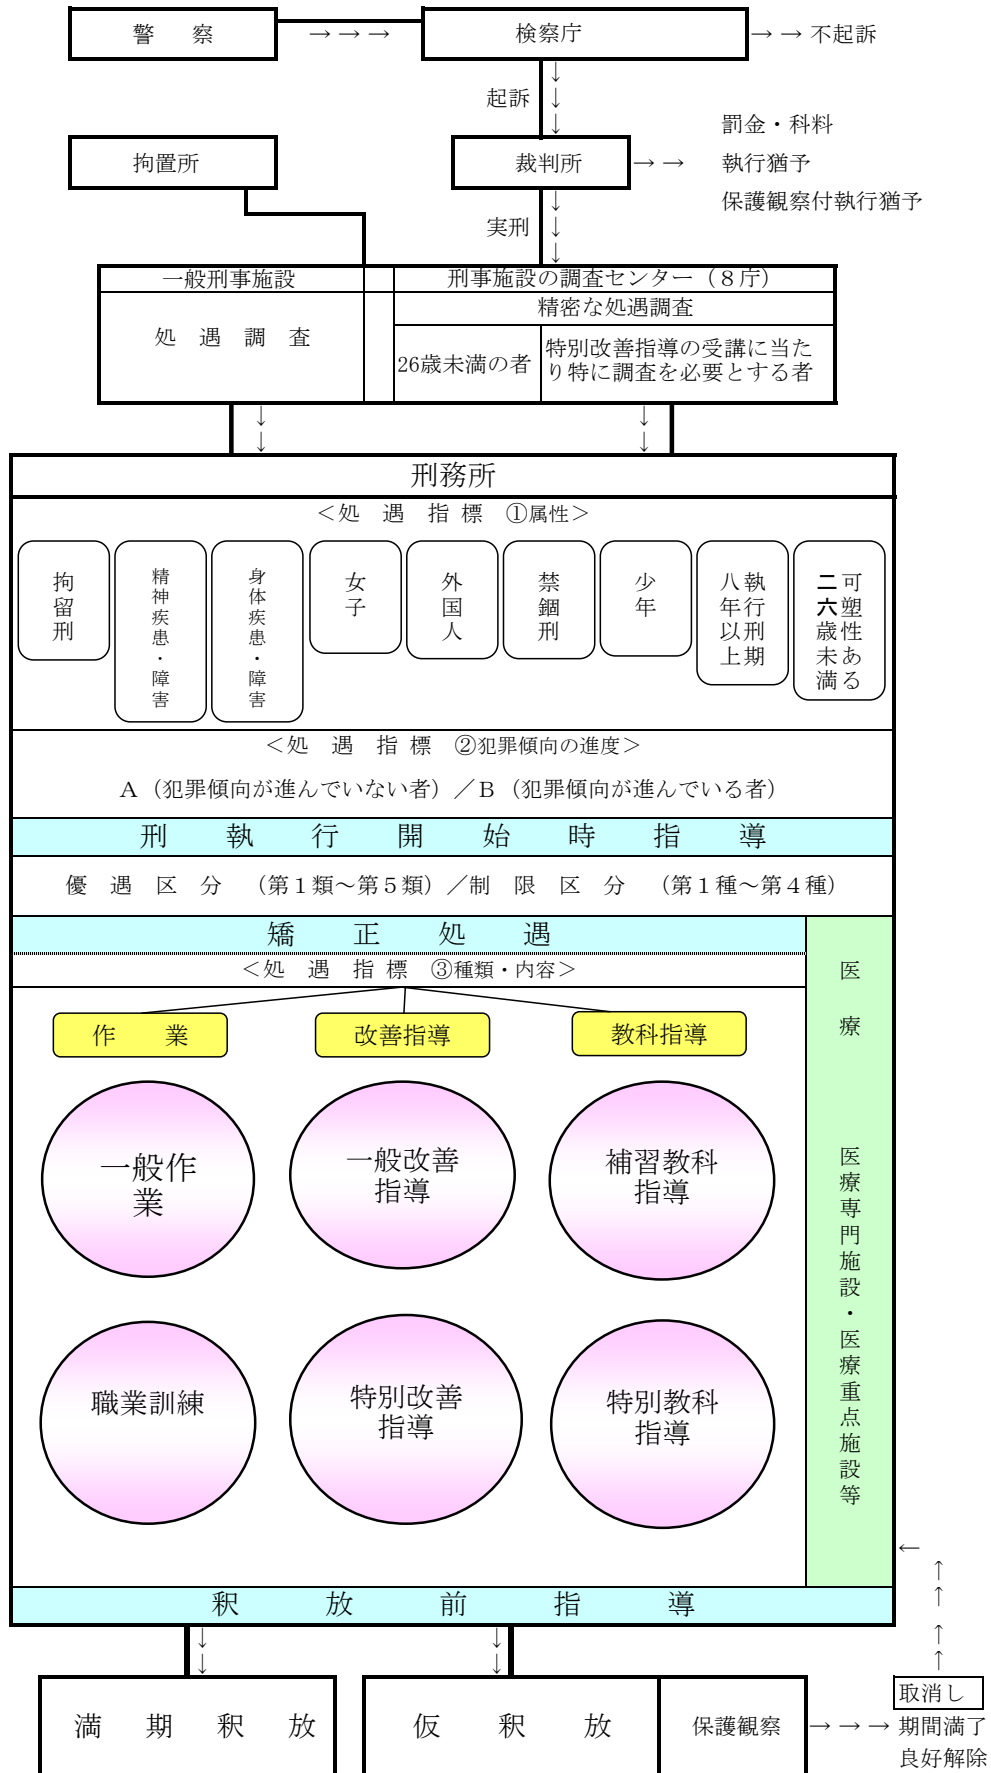 警　察
→→→
検察庁
→→ 不起訴
↓
起訴 ↓
↓
罰金・科料
拘置所
裁判所
→→
執行猶予
保護観察付執行猶予
↓
実刑 ↓
↓
一般刑事施設
刑事施設の調査センター（８庁）
処　遇　調　査
精密な処遇調査
26歳未満の者
特別改善指導の受講に当た
り特に調査を必要とする者
↓ ↓
↓ ↓
刑務所
＜処　遇　指　標　①属性＞
拘留刑
精神疾患・障害
身体疾患・障害
女子
外国人
禁錮刑
少年
執行刑期
八年以上
可塑性ある
二六歳未満
＜処　遇　指　標　②犯罪傾向の進度＞
Ａ（犯罪傾向が進んでいない者）／Ｂ（犯罪傾向が進んでいる者）
刑　執　行　開　始　時　指　導
優　遇　区　分　（第１類～第５類）／制　限　区　分　（第１種～第４種）
矯　正　処　遇
＜処　遇　指　標　③種類・内容＞
作　業
改善指導
教科指導
一般作
業
一般改善
指導
補習教科
指導
職業訓練
特別改善
指導
特別教科
指導
医　療
医療専門施設・医療重点施設等
←
↑
↑
↑
↑
釈　放　前　指　導
↓ ↓
↓ ↓
満　期　釈　放
仮　釈　放
保護観察
→→→
取消し
期間満了
良好解除